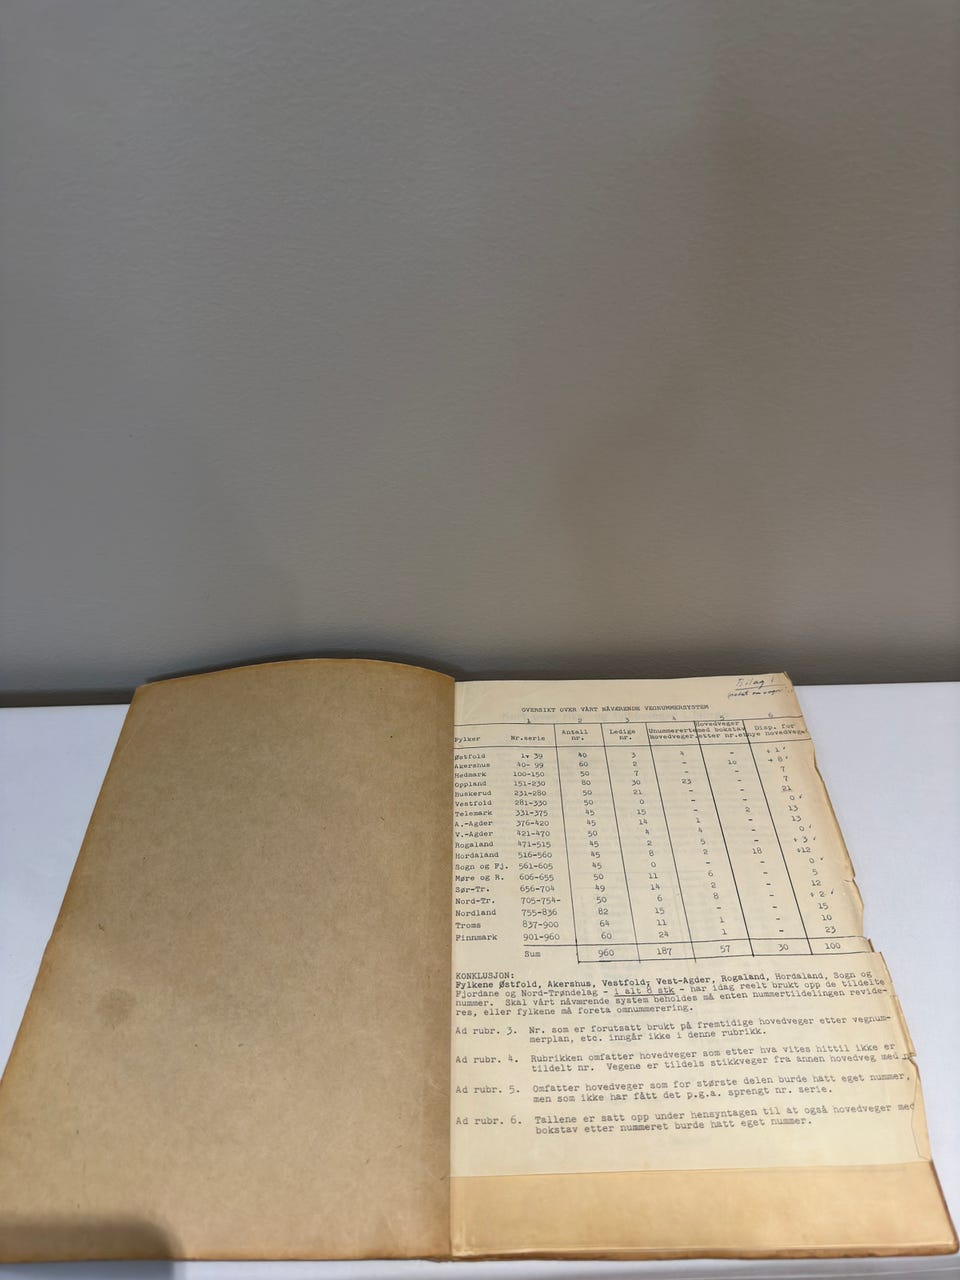 Bilag 1
OVERSIKT OVER VÅRT NÅVÆRENDE VEGNUMMERSYSTEM
1 2 3 4 5 6
Fylker Nr.serie Antall nr. Ledige nr. Unummererte hovedveger Hovedveger med bokstav etter nr.et Disp. for nye hovedveger
Østfold 1- 39 40 3 4 - + 1
Akershus 40- 99 60 2 - 10 + 8
Hedmark 100-150 50 7 - - 7
Oppland 151-230 80 30 23 - 7
Buskerud 231-280 50 21 - - 21
Vestfold 281-330 50 0 - - 0
Telemark 331-375 45 15 - 2 13
A.-Agder 376-420 45 14 1 - 13
V.-Agder 421-470 50 4 4 - 0
Rogaland 471-515 45 2 5 - + 3
Hordaland 516-560 45 8 2 18 +12
Sogn og Fj. 561-605 45 0 - - 0
Møre og R. 606-655 50 11 6 - 5
Sør-Tr. 656-704 49 14 2 - 12
Nord-Tr. 705-754- 50 6 8 - + 2
Nordland 755-836 82 15 - - 15
Troms 837-900 64 11 1 - 10
Finnmark 901-960 60 24 1 - 23
Sum 960 187 57 30 100
KONKLUSJON:
Fylkene Østfold, Akershus, Vestfold, Vest-Agder, Rogaland, Hordaland, Sogn og
Fjordane og Nord-Trøndelag - i alt 8 stk - har idag reelt brukt opp de tildelte
nummer. Skal vårt nåværende system beholdes må enten nummertildelingen revide-
res, eller fylkene må foreta omnummerering.
Ad rubr. 3. Nr. som er forutsatt brukt på fremtidige hovedveger etter vegnum-
merplan, etc. inngår ikke i denne rubrikk.
Ad rubr. 4. Rubrikken omfatter hovedveger som etter hva vites hittil ikke er
tildelt nr. Vegene er tildels stikkveger fra annen hovedveg med nr
Ad rubr. 5. Omfatter hovedveger som for største delen burde hatt eget nummer,
men som ikke har fått det p.g.a. sprengt nr. serie.
Ad rubr. 6. Tallene er satt opp under hensyntagen til at også hovedveger med
bokstav etter nummeret burde hatt eget nummer.